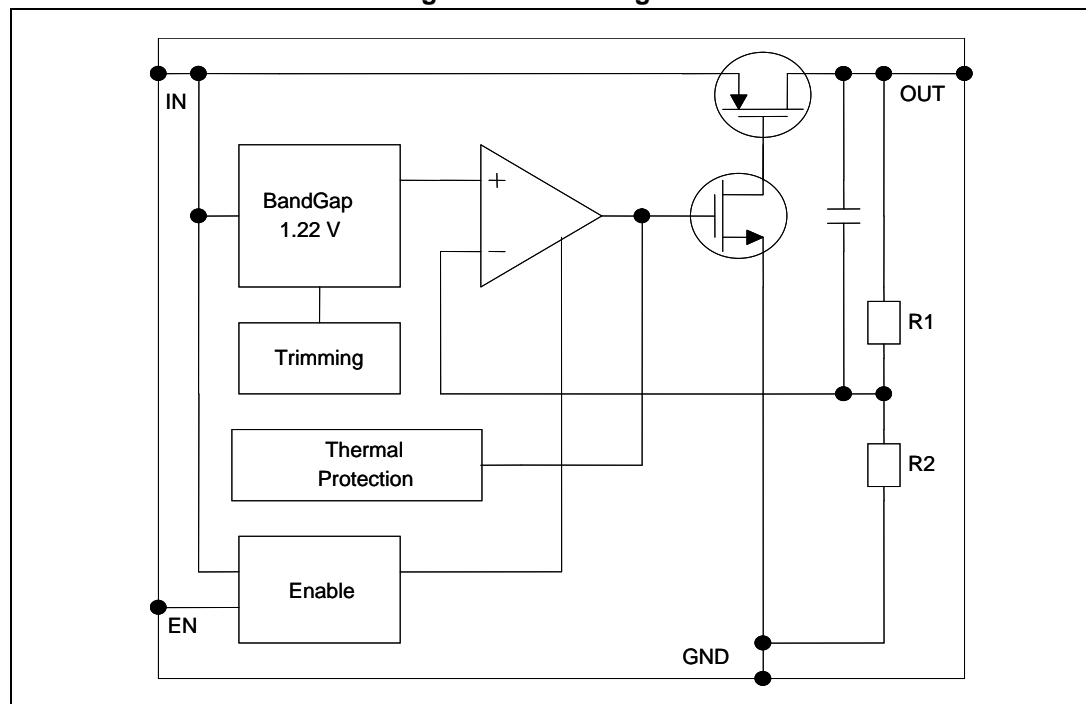 IN
OUT
BandGap
1.22 V
+
−
R1
Trimming
Thermal
Protection
R2
Enable
EN
GND